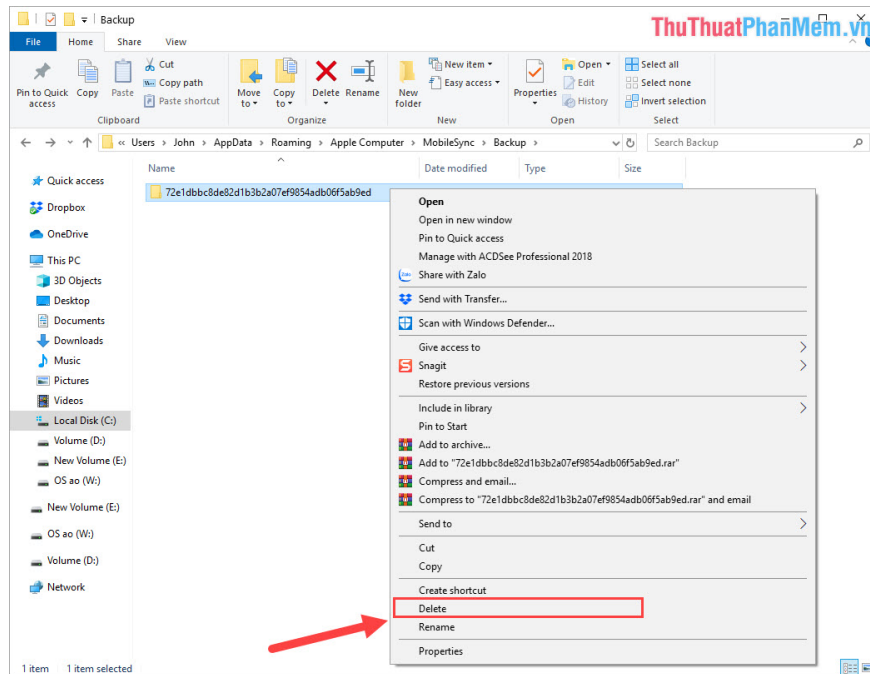 Backup
ThuThuatPhanMem.vn
File Home Share View
Pin to Quick access
Copy
Paste
Cut
Copy path
Paste shortcut
Move to
Copy to
Delete
Rename
New folder
New item
Easy access
Properties
Open
Edit
History
Select all
Select none
Invert selection
Clipboard Organize New Open Select
« Users > John > AppData > Roaming > Apple Computer > MobileSync > Backup >
Search Backup
Name Date modified Type Size
72e1dbbc8de82d1b3b2a07ef9854adb06f5ab9ed
Quick access
Dropbox
OneDrive
This PC
3D Objects
Desktop
Documents
Downloads
Music
Pictures
Videos
Local Disk (C:)
Volume (D:)
New Volume (E:)
OS ao (W:)
New Volume (E:)
OS ao (W:)
Volume (D:)
Network
Open
Open in new window
Pin to Quick access
Manage with ACDSee Professional 2018
Share with Zalo
Send with Transfer...
Scan with Windows Defender...
Give access to
Snagit
Restore previous versions
Include in library
Pin to Start
Add to archive...
Add to "72e1dbbc8de82d1b3b2a07ef9854adb06f5ab9ed.rar"
Compress and email...
Compress to "72e1dbbc8de82d1b3b2a07ef9854adb06f5ab9ed.rar" and email
Send to
Cut
Copy
Create shortcut
Delete
Rename
Properties
1 item 1 item selected